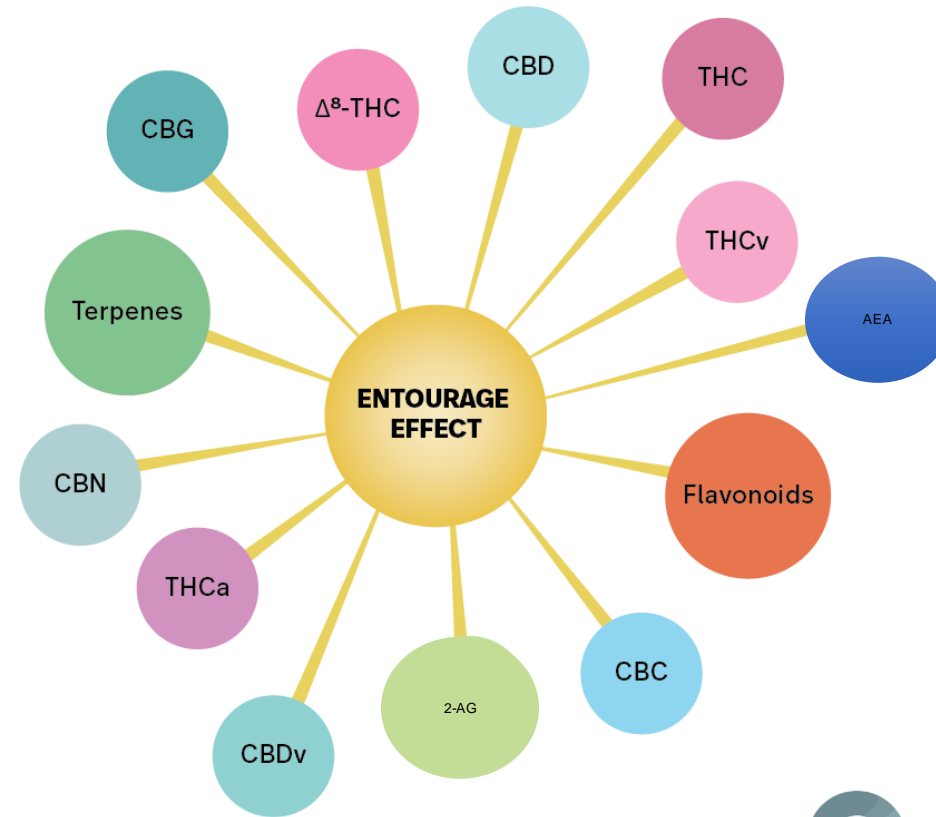 CBD
THC
Δ⁸-THC
CBG
THCv
Terpenes
AEA
ENTOURAGE
EFFECT
CBN
Flavonoids
THCa
CBC
2-AG
CBDv